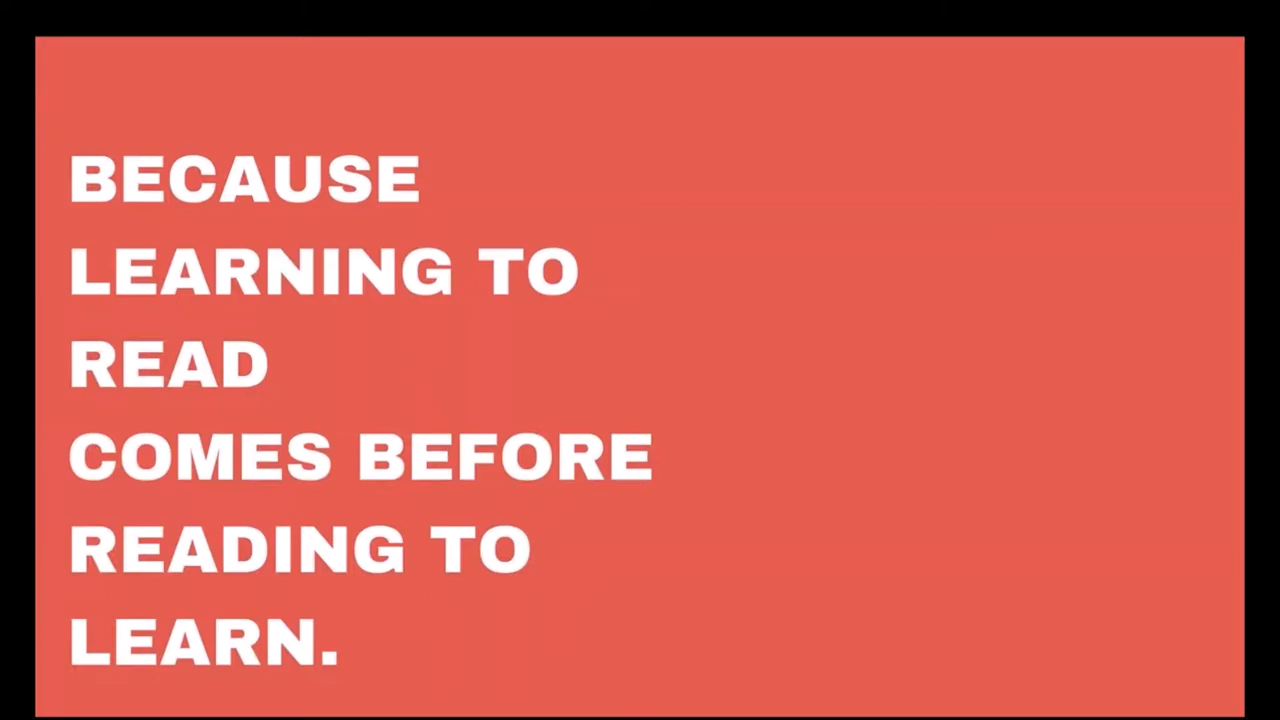 BECAUSE
LEARNING TO
READ
COMES BEFORE
READING TO
LEARN.